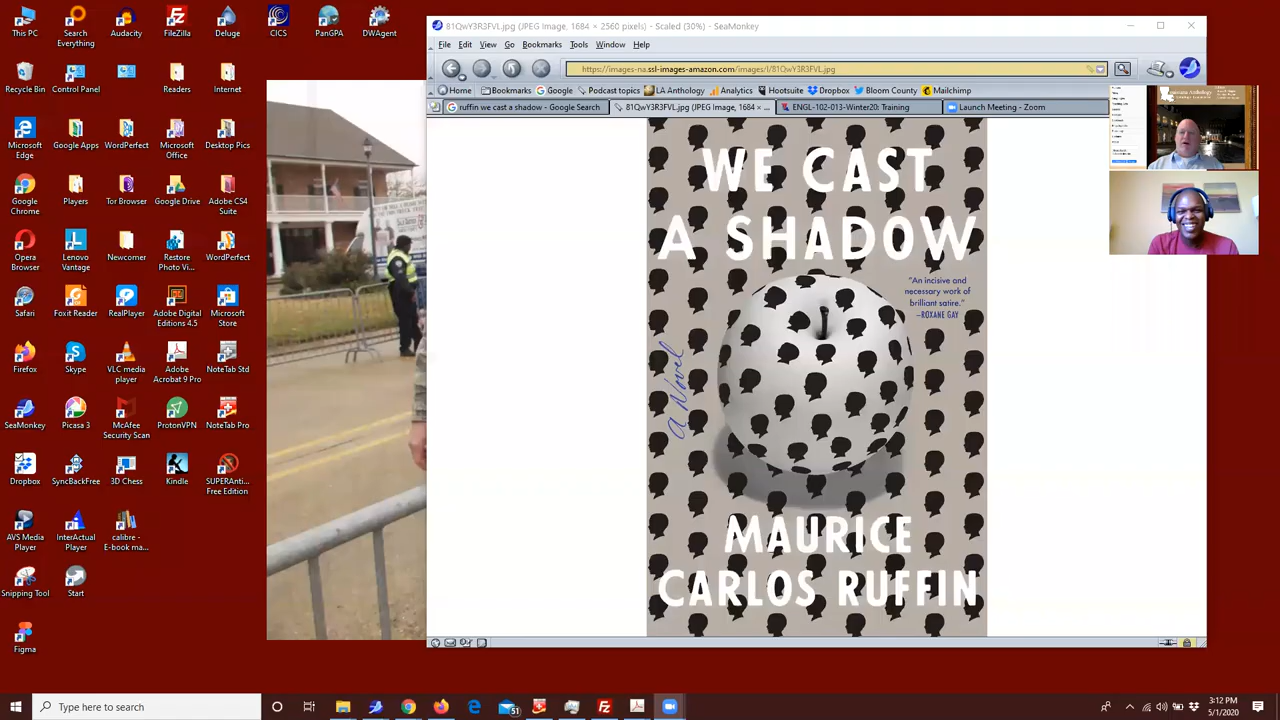 This PC
Search Everything
Audacity
FileZilla
Deluge
CICS
PanGPA
DWAgent
Recycle Bin
Control Panel
Readers
Internet
Microsoft Edge
Google Apps
WordPerfect
Microsoft Office
Desktop Pics
Google Chrome
Players
Tor Browser
Google Drive
Adobe CS4 Suite
Opera Browser
Lenovo Vantage
Newcomer
Restore Photo Vi...
WordPerfect
Safari
Foxit Reader
RealPlayer
Adobe Digital Editions 4.5
Microsoft Store
Firefox
Skype
VLC media player
Adobe Acrobat 9 Pro
NoteTab Std
SeaMonkey
Picasa 3
McAfee Security Scan
ProtonVPN
NoteTab Pro
Dropbox
SyncBackFree
3D Chess
Kindle
SUPERAnti... Free Edition
AVS Media Player
InterActual Player
calibre - E-book ma...
Snipping Tool
Start
Figma
81QwY3R3FVL.jpg (JPEG Image, 1684 × 2560 pixels) - Scaled (30%) - SeaMonkey
File Edit View Go Bookmarks Tools Window Help
https://images-na.ssl-images-amazon.com/images/I/81QwY3R3FVL.jpg
Home Bookmarks Google Podcast topics LA Anthology Analytics Hootsuite Dropbox Bloom County Mailchimp
ruffin we cast a shadow - Google Search
81QwY3R3FVL.jpg (JPEG Image, 1684 × ...
ENGL-102-013-Winter20: Training
Launch Meeting - Zoom
WE CAST
A SHADOW
"An incisive and
necessary work of
brilliant satire."
—ROXANE GAY
a Novel
MAURICE
CARLOS RUFFIN
Type here to search
51
3:12 PM
5/1/2020